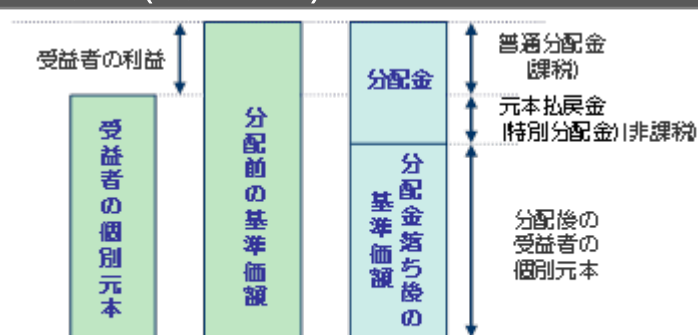 受益者の利益
普通分配金
(課税)
分配金
元本払戻金
(特別分配金)(非課税)
受益者の個別元本
分配前の基準価額
分配金落ち後の
基準価額
分配後の
受益者の
個別元本